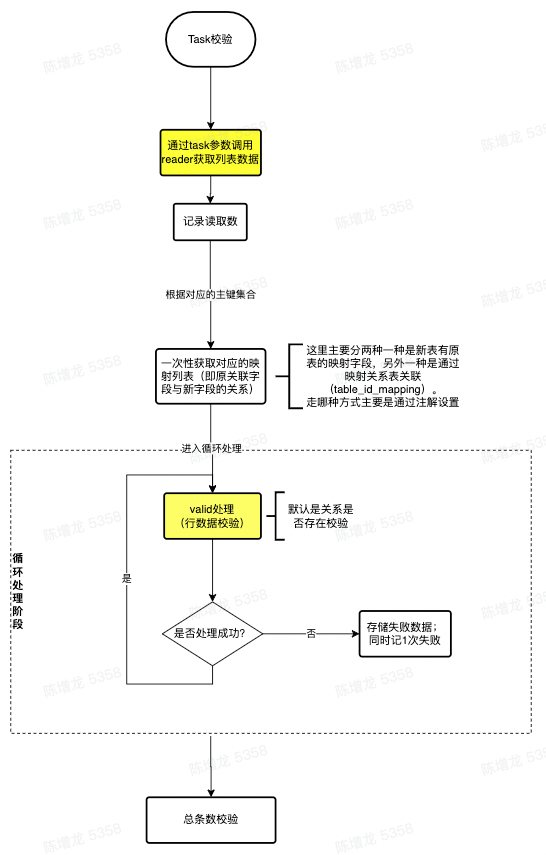 Task校验
通过task参数调用
reader获取列表数据
记录读取数
根据对应的主键集合
一次性获取对应的映
射列表（即原关联字
段与新字段的关系）
这里主要分两种一种是新表有原
表的映射字段，另外一种是通过
映射关系表关联
（table_id_mapping）。
走哪种方式主要是通过注解设置
进入循环处理
循环处理阶段
valid处理
（行数据校验）
默认是关系是
否存在校验
是
是否处理成功?
否
存储失败数据；
同时记1次失败
总条数校验
陈增龙 5358